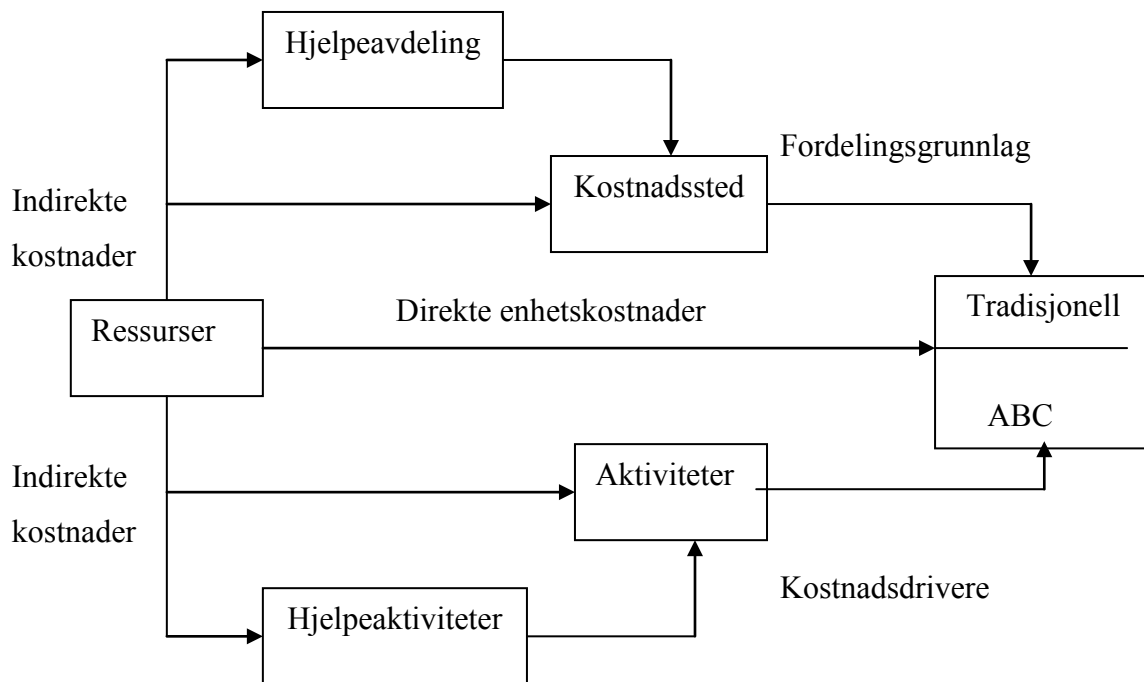 Hjelpeavdeling
Fordelingsgrunnlag
Kostnadssted
Indirekte
kostnader
Direkte enhetskostnader
Tradisjonell
Ressurser
ABC
Indirekte
kostnader
Aktiviteter
Kostnadsdrivere
Hjelpeaktiviteter